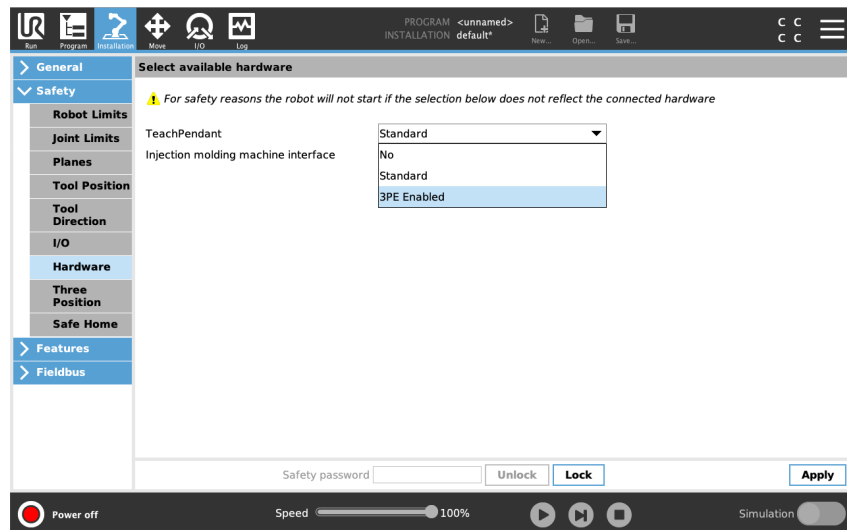 UR
PROGRAM <unnamed>
INSTALLATION default*
Run Program Installation Move I/O Log New... Open... Save...
C C
C C
General
Safety
Robot Limits
Joint Limits
Planes
Tool Position
Tool
Direction
I/O
Hardware
Three
Position
Safe Home
Features
Fieldbus
Select available hardware
For safety reasons the robot will not start if the selection below does not reflect the connected hardware
TeachPendant Standard
Injection molding machine interface No
Standard
3PE Enabled
Safety password Unlock Lock Apply
Power off Speed 100% Simulation